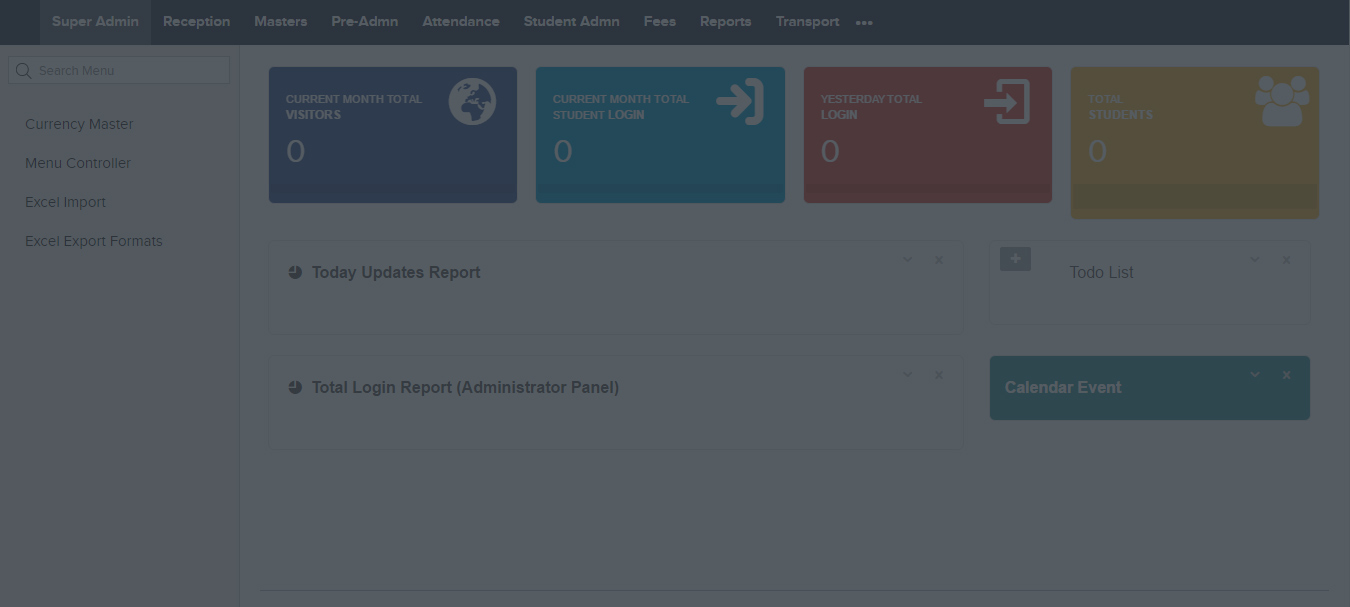 Super Admin Reception Masters Pre-Admn Attendance Student Admn Fees Reports Transport •••
Search Menu
Currency Master
Menu Controller
Excel Import
Excel Export Formats
CURRENT MONTH TOTAL
VISITORS
0
CURRENT MONTH TOTAL
STUDENT LOGIN
0
YESTERDAY TOTAL
LOGIN
0
TOTAL
STUDENTS
0
Today Updates Report
Todo List
Total Login Report (Administrator Panel)
Calendar Event